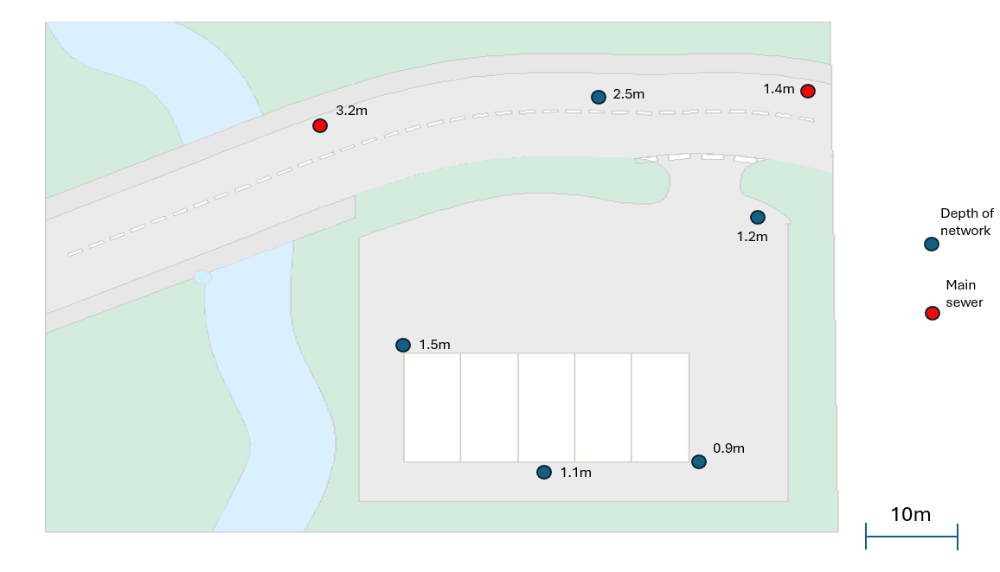 1.4m
2.5m
3.2m
Depth of
network
1.2m
Main
sewer
1.5m
0.9m
1.1m
10m